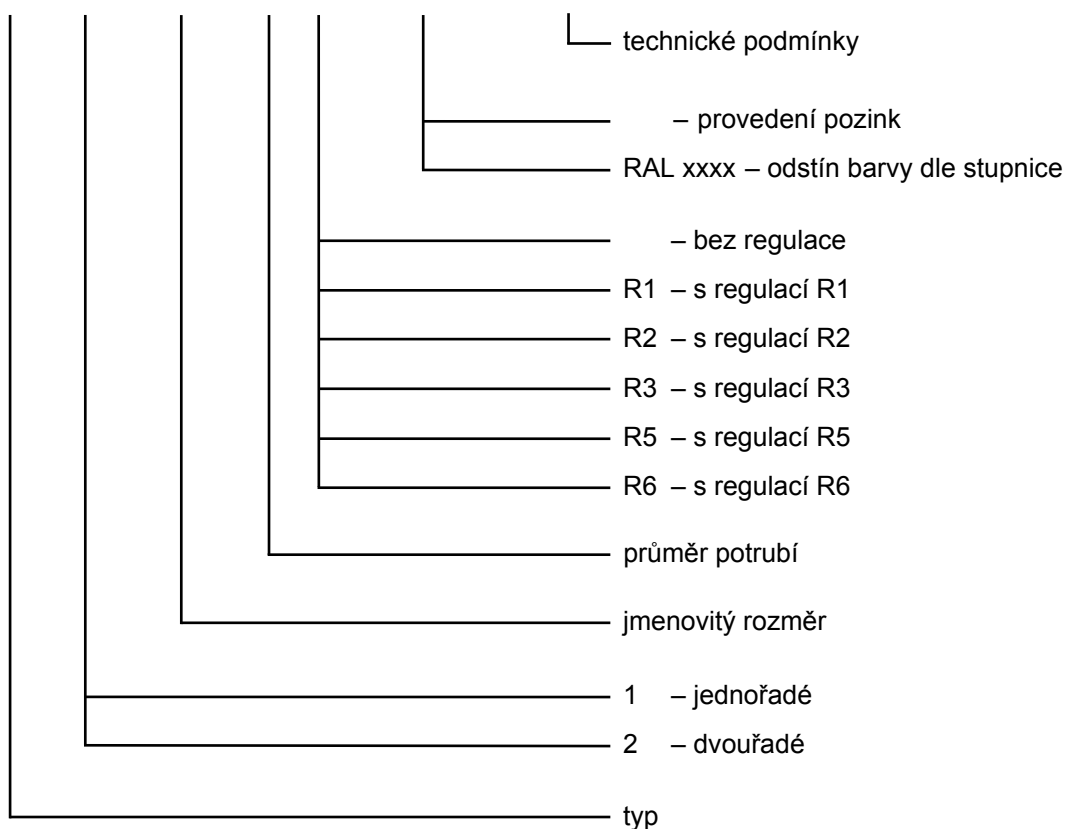 technické podmínky
– provedení pozink
RAL xxxx – odstín barvy dle stupnice
– bez regulace
R1 – s regulací R1
R2 – s regulací R2
R3 – s regulací R3
R5 – s regulací R5
R6 – s regulací R6
průměr potrubí
jmenovitý rozměr
1 – jednořadé
2 – dvouřadé
typ